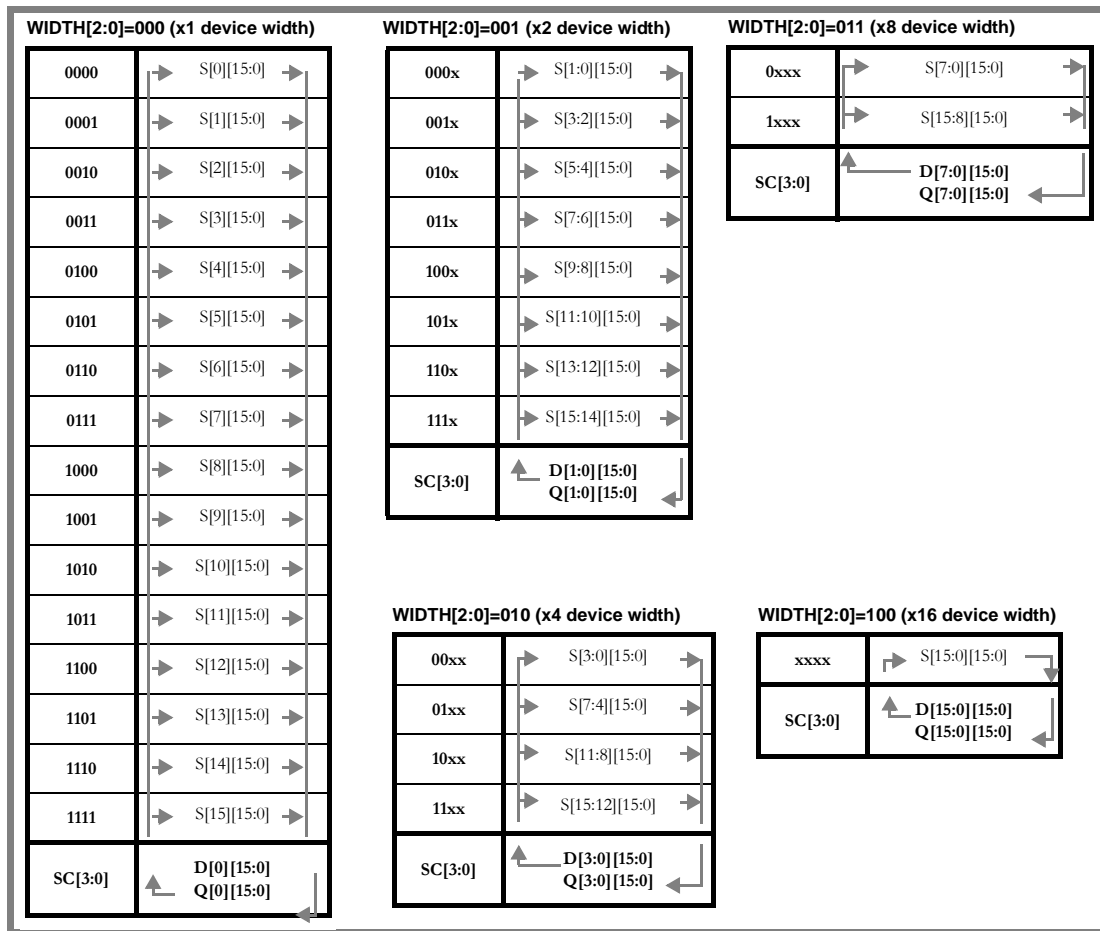 WIDTH[2:0]=000 (x1 device width)
0000 S[0][15:0]
0001 S[1][15:0]
0010 S[2][15:0]
0011 S[3][15:0]
0100 S[4][15:0]
0101 S[5][15:0]
0110 S[6][15:0]
0111 S[7][15:0]
1000 S[8][15:0]
1001 S[9][15:0]
1010 S[10][15:0]
1011 S[11][15:0]
1100 S[12][15:0]
1101 S[13][15:0]
1110 S[14][15:0]
1111 S[15][15:0]
SC[3:0] D[0][15:0]
Q[0][15:0]
WIDTH[2:0]=001 (x2 device width)
000x S[1:0][15:0]
001x S[3:2][15:0]
010x S[5:4][15:0]
011x S[7:6][15:0]
100x S[9:8][15:0]
101x S[11:10][15:0]
110x S[13:12][15:0]
111x S[15:14][15:0]
SC[3:0] D[1:0][15:0]
Q[1:0][15:0]
WIDTH[2:0]=011 (x8 device width)
0xxx S[7:0][15:0]
1xxx S[15:8][15:0]
SC[3:0] D[7:0][15:0]
Q[7:0][15:0]
WIDTH[2:0]=010 (x4 device width)
00xx S[3:0][15:0]
01xx S[7:4][15:0]
10xx S[11:8][15:0]
11xx S[15:12][15:0]
SC[3:0] D[3:0][15:0]
Q[3:0][15:0]
WIDTH[2:0]=100 (x16 device width)
xxxx S[15:0][15:0]
SC[3:0] D[15:0][15:0]
Q[15:0][15:0]